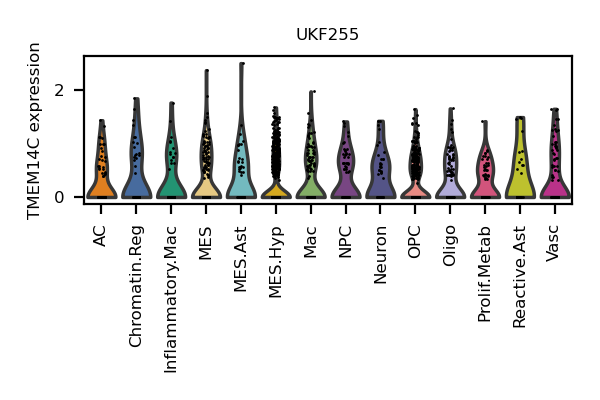 UKF255
TMEM14C expression
2
0
AC
Chromatin.Reg
Inflammatory.Mac
MES
MES.Ast
MES.Hyp
Mac
NPC
Neuron
OPC
Oligo
Prolif.Metab
Reactive.Ast
Vasc